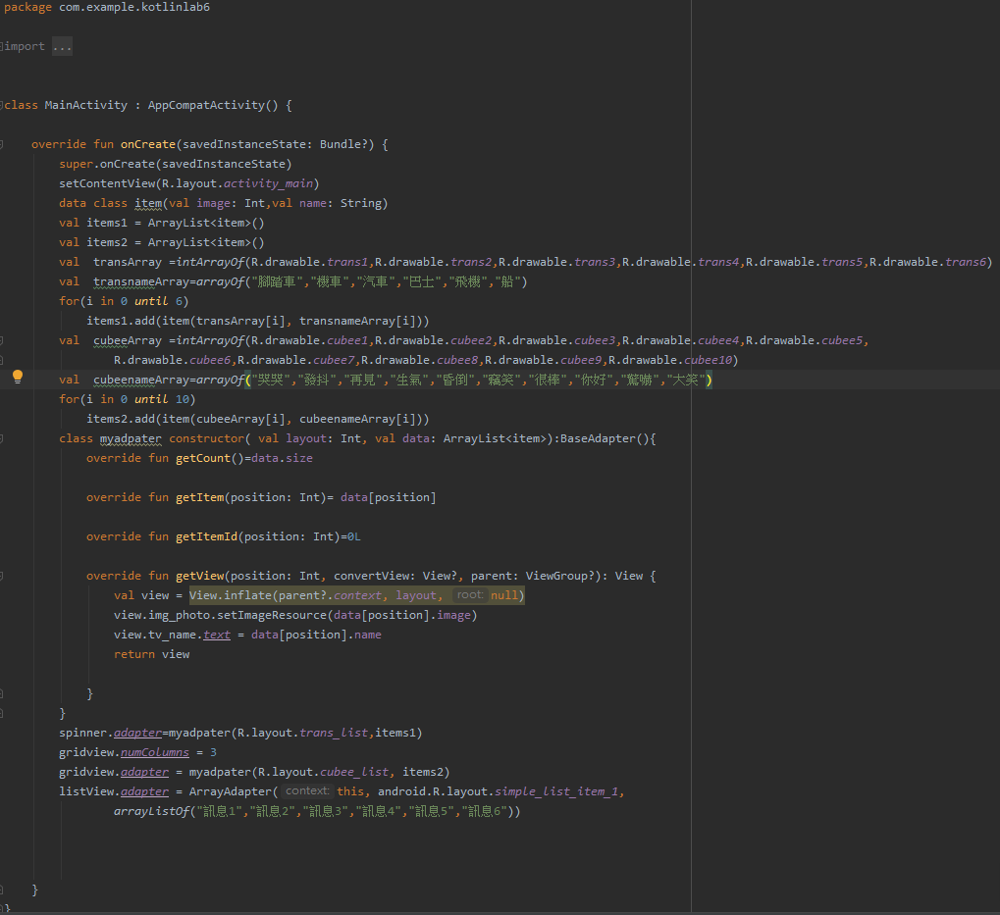 package com.example.kotlinlab6
import ...
class MainActivity : AppCompatActivity() {
override fun onCreate(savedInstanceState: Bundle?) {
super.onCreate(savedInstanceState)
setContentView(R.layout.activity_main)
data class item(val image: Int,val name: String)
val items1 = ArrayList<item>()
val items2 = ArrayList<item>()
val  transArray =intArrayOf(R.drawable.trans1,R.drawable.trans2,R.drawable.trans3,R.drawable.trans4,R.drawable.trans5,R.drawable.trans6)
val  transnameArray=arrayOf("腳踏車","機車","汽車","巴士","飛機","船")
for(i in 0 until 6)
items1.add(item(transArray[i], transnameArray[i]))
val  cubeeArray =intArrayOf(R.drawable.cubee1,R.drawable.cubee2,R.drawable.cubee3,R.drawable.cubee4,R.drawable.cubee5,
R.drawable.cubee6,R.drawable.cubee7,R.drawable.cubee8,R.drawable.cubee9,R.drawable.cubee10)
val  cubeenameArray=arrayOf("哭哭","發抖","再見","生氣","昏倒","竊笑","很棒","你好","驚嚇","大笑")
for(i in 0 until 10)
items2.add(item(cubeeArray[i], cubeenameArray[i]))
class myadpater constructor( val layout: Int, val data: ArrayList<item>):BaseAdapter(){
override fun getCount()=data.size
override fun getItem(position: Int)= data[position]
override fun getItemId(position: Int)=0L
override fun getView(position: Int, convertView: View?, parent: ViewGroup?): View {
val view = View.inflate(parent?.context, layout, root: null)
view.img_photo.setImageResource(data[position].image)
view.tv_name.text = data[position].name
return view
}
}
spinner.adapter=myadpater(R.layout.trans_list,items1)
gridview.numColumns = 3
gridview.adapter = myadpater(R.layout.cubee_list, items2)
listView.adapter = ArrayAdapter( context: this, android.R.layout.simple_list_item_1,
arrayListOf("訊息1","訊息2","訊息3","訊息4","訊息5","訊息6"))
}
}